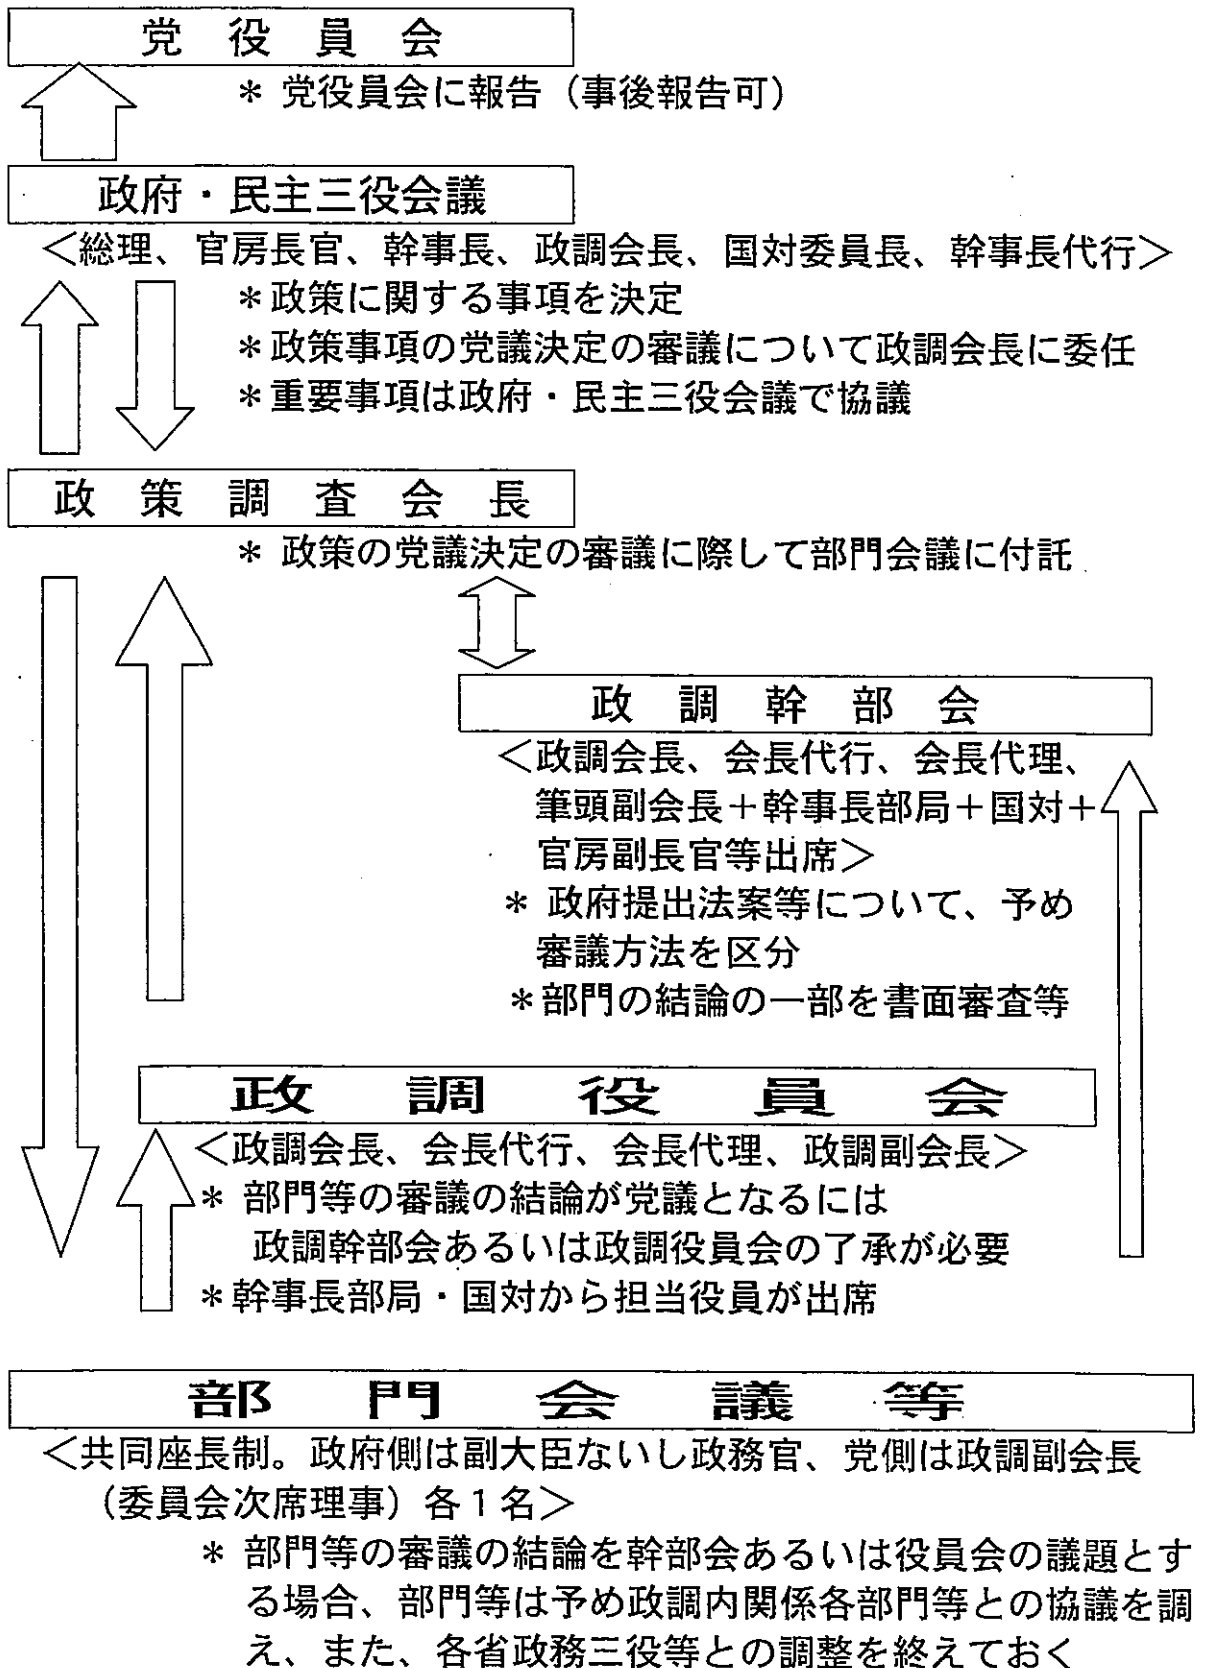 党役員会
＊ 党役員会に報告（事後報告可）
政府・民主三役会議
＜総理、官房長官、幹事長、政調会長、国対委員長、幹事長代行＞
＊政策に関する事項を決定
＊政策事項の党議決定の審議について政調会長に委任
＊重要事項は政府・民主三役会議で協議
政策調査会長
＊ 政策の党議決定の審議に際して部門会議に付託
政調幹部会
＜政調会長、会長代行、会長代理、
筆頭副会長＋幹事長部局＋国対＋
官房副長官等出席＞
＊ 政府提出法案等について、予め
審議方法を区分
＊部門の結論の一部を書面審査等
政調役員会
＜政調会長、会長代行、会長代理、政調副会長＞
＊ 部門等の審議の結論が党議となるには
政調幹部会あるいは政調役員会の了承が必要
＊幹事長部局・国対から担当役員が出席
部門会議等
＜共同座長制。政府側は副大臣ないし政務官、党側は政調副会長
（委員会次席理事）各１名＞
＊ 部門等の審議の結論を幹部会あるいは役員会の議題とす
る場合、部門等は予め政調内関係各部門等との協議を調
え、また、各省政務三役等との調整を終えておく